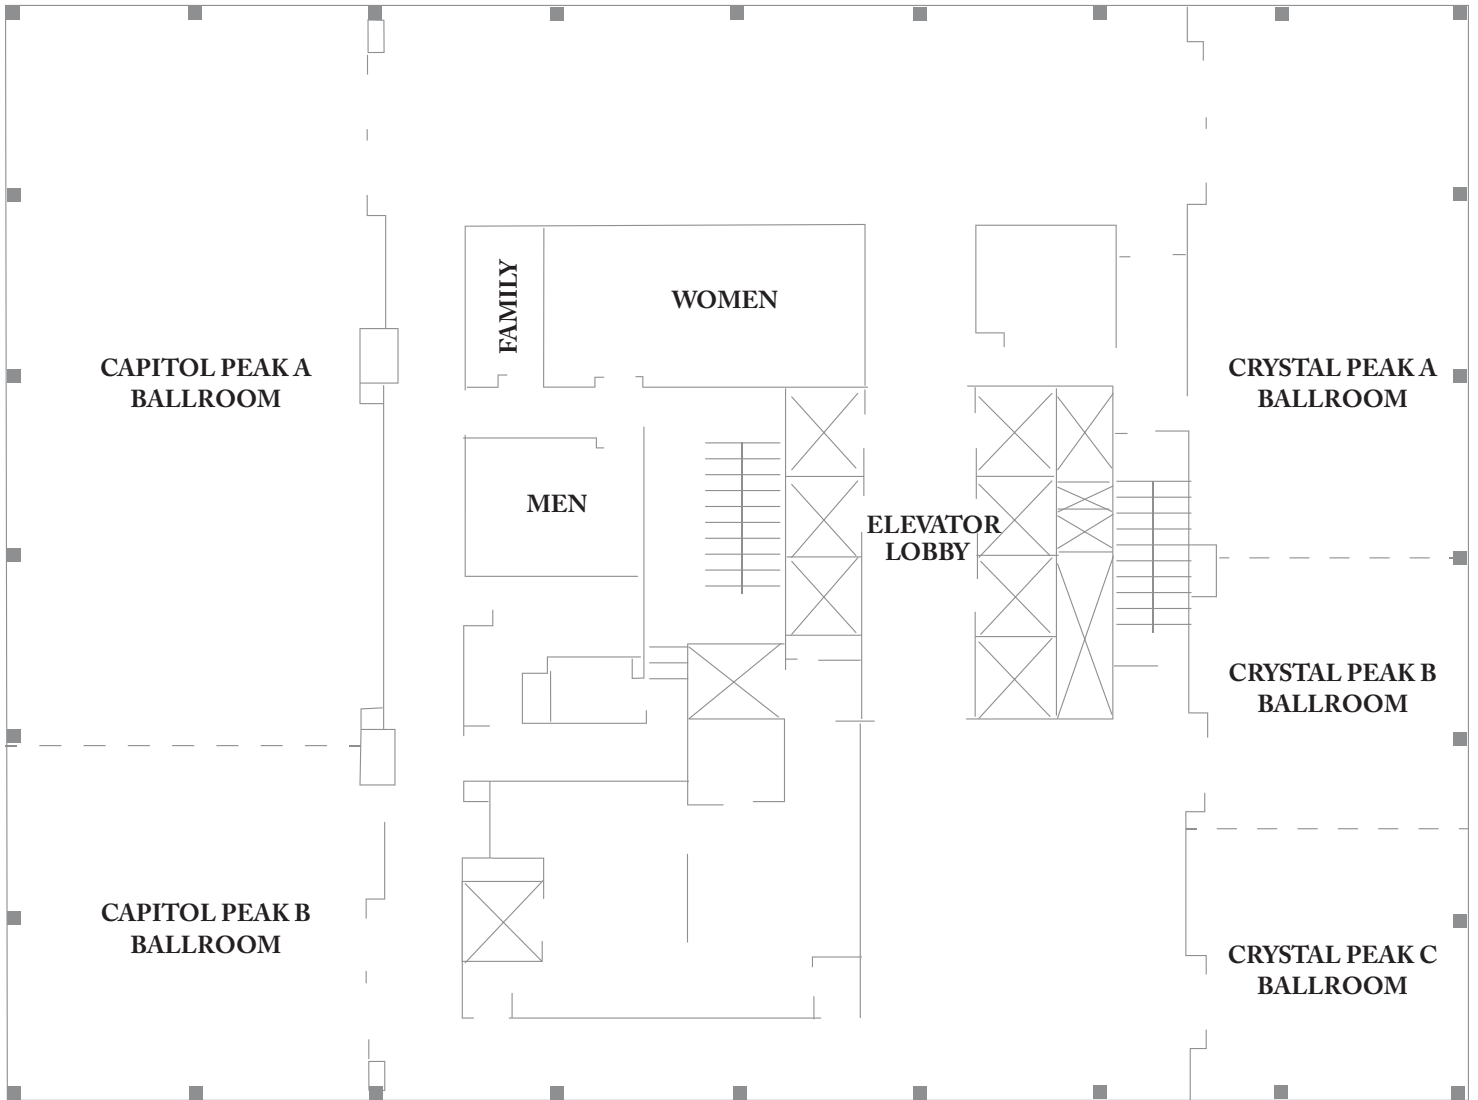 FAMILY
WOMEN
CAPITOL PEAK A
BALLROOM
CRYSTAL PEAK A
BALLROOM
MEN
ELEVATOR
LOBBY
CRYSTAL PEAK B
BALLROOM
CAPITOL PEAK B
BALLROOM
CRYSTAL PEAK C
BALLROOM